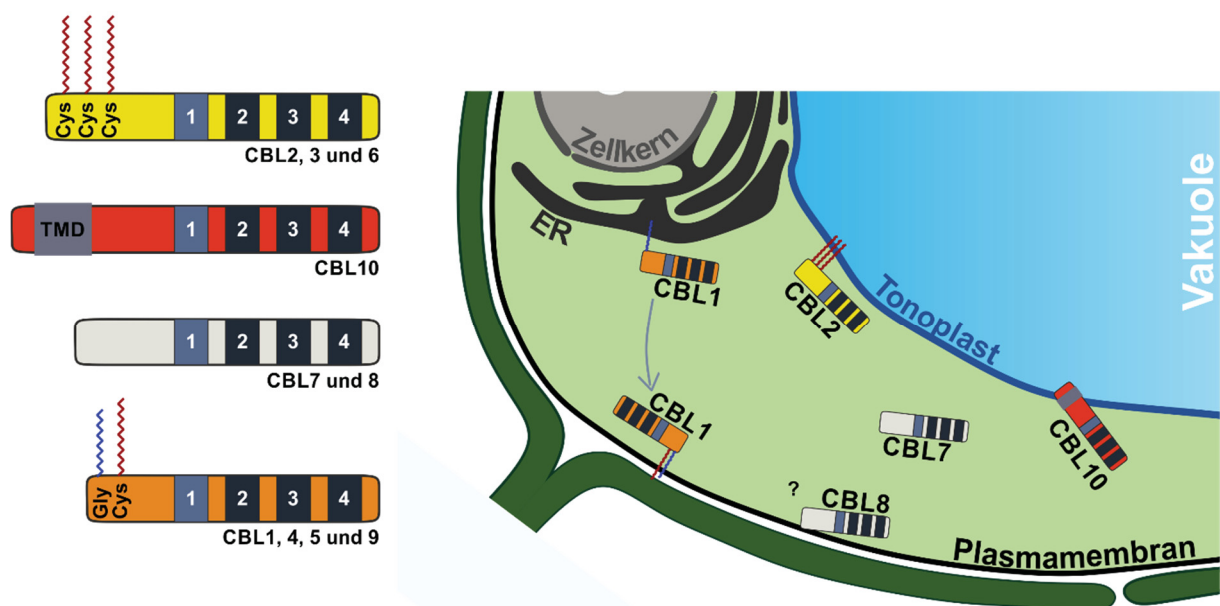 Cys Cys Cys 1 2 3 4
CBL2, 3 und 6
TMD 1 2 3 4
CBL10
1 2 3 4
CBL7 und 8
Gly Cys 1 2 3 4
CBL1, 4, 5 und 9
Zellkern
ER
CBL1
CBL2
Tonoplast
Vakuole
CBL1
CBL7
CBL10
?
CBL8
Plasmamembran